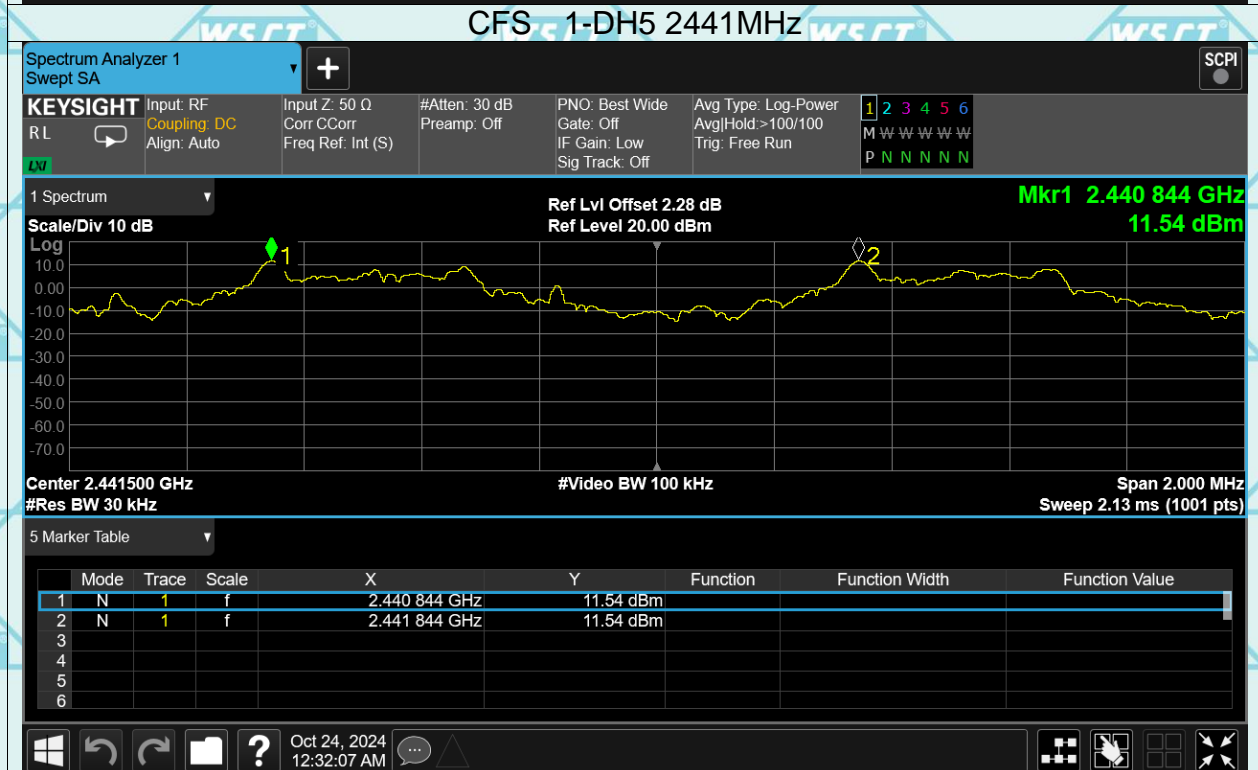 CFS 1-DH5 2441MHz
WSCT WSCT WSCT
Spectrum Analyzer 1
Swept SA
+
SCPI
KEYSIGHT Input: RF Input Z: 50 Ω #Atten: 30 dB PNO: Best Wide Avg Type: Log-Power 1 2 3 4 5 6
RL Coupling: DC Corr CCorr Preamp: Off Gate: Off Avg|Hold:>100/100 M W W W W W
Align: Auto Freq Ref: Int (S) IF Gain: Low Trig: Free Run P N N N N N
LXI Sig Track: Off
1 Spectrum Ref Lvl Offset 2.28 dB Mkr1 2.440 844 GHz
Scale/Div 10 dB Ref Level 20.00 dBm 11.54 dBm
Log
1 2
10.0
0.00
-10.0
-20.0
-30.0
-40.0
-50.0
-60.0
-70.0
Center 2.441500 GHz #Video BW 100 kHz Span 2.000 MHz
#Res BW 30 kHz Sweep 2.13 ms (1001 pts)
5 Marker Table
Mode Trace Scale X Y Function Function Width Function Value
1 N 1 f 2.440 844 GHz 11.54 dBm
2 N 1 f 2.441 844 GHz 11.54 dBm
3
4
5
6
? Oct 24, 2024
12:32:07 AM